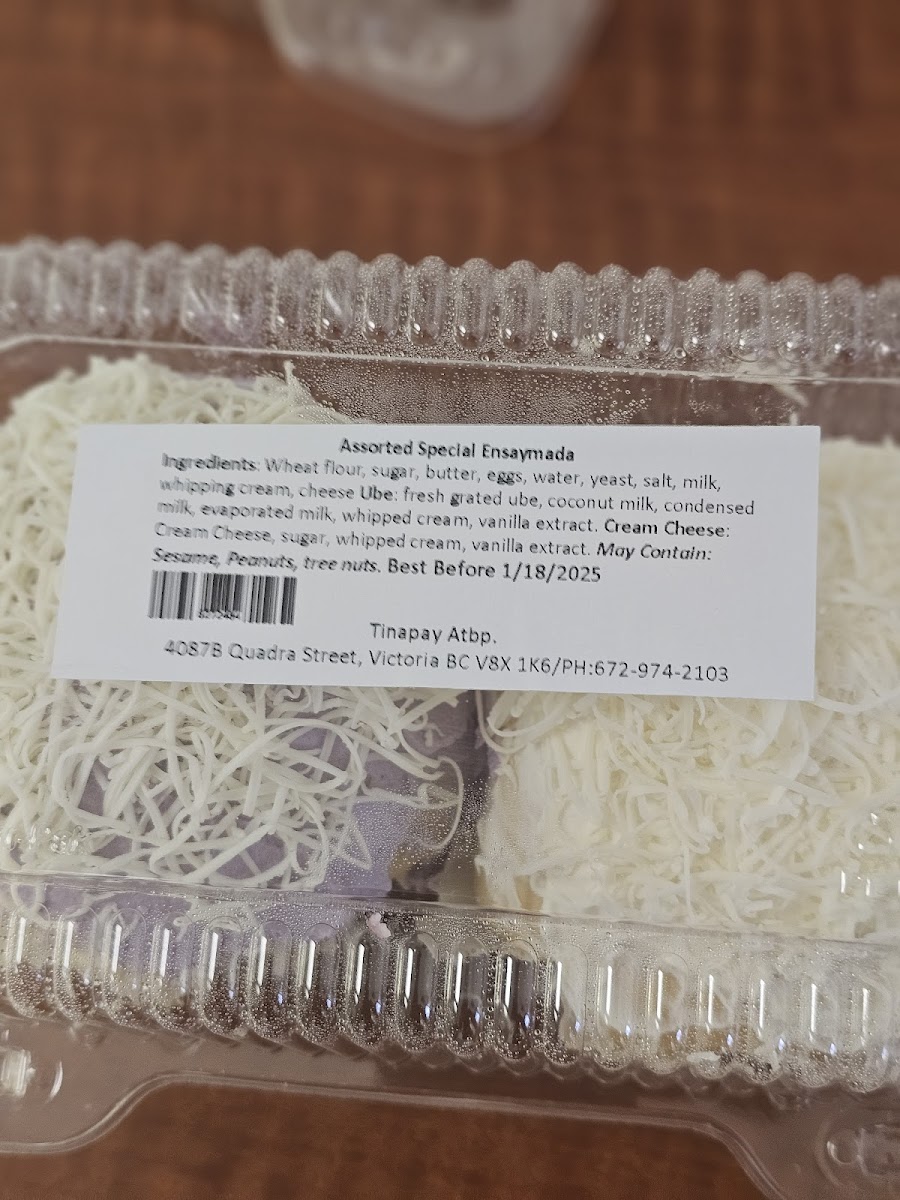 Assorted Special Ensaymada
Ingredients: Wheat flour, sugar, butter, eggs, water, yeast, salt, milk,
whipping cream, cheese Ube: fresh grated ube, coconut milk, condensed
milk, evaporated milk, whipped cream, vanilla extract. Cream Cheese:
Cream Cheese, sugar, whipped cream, vanilla extract. May Contain:
Sesame, Peanuts, tree nuts. Best Before 1/18/2025
Tinapay Atbp.
4087B Quadra Street, Victoria BC V8X 1K6/PH:672-974-2103